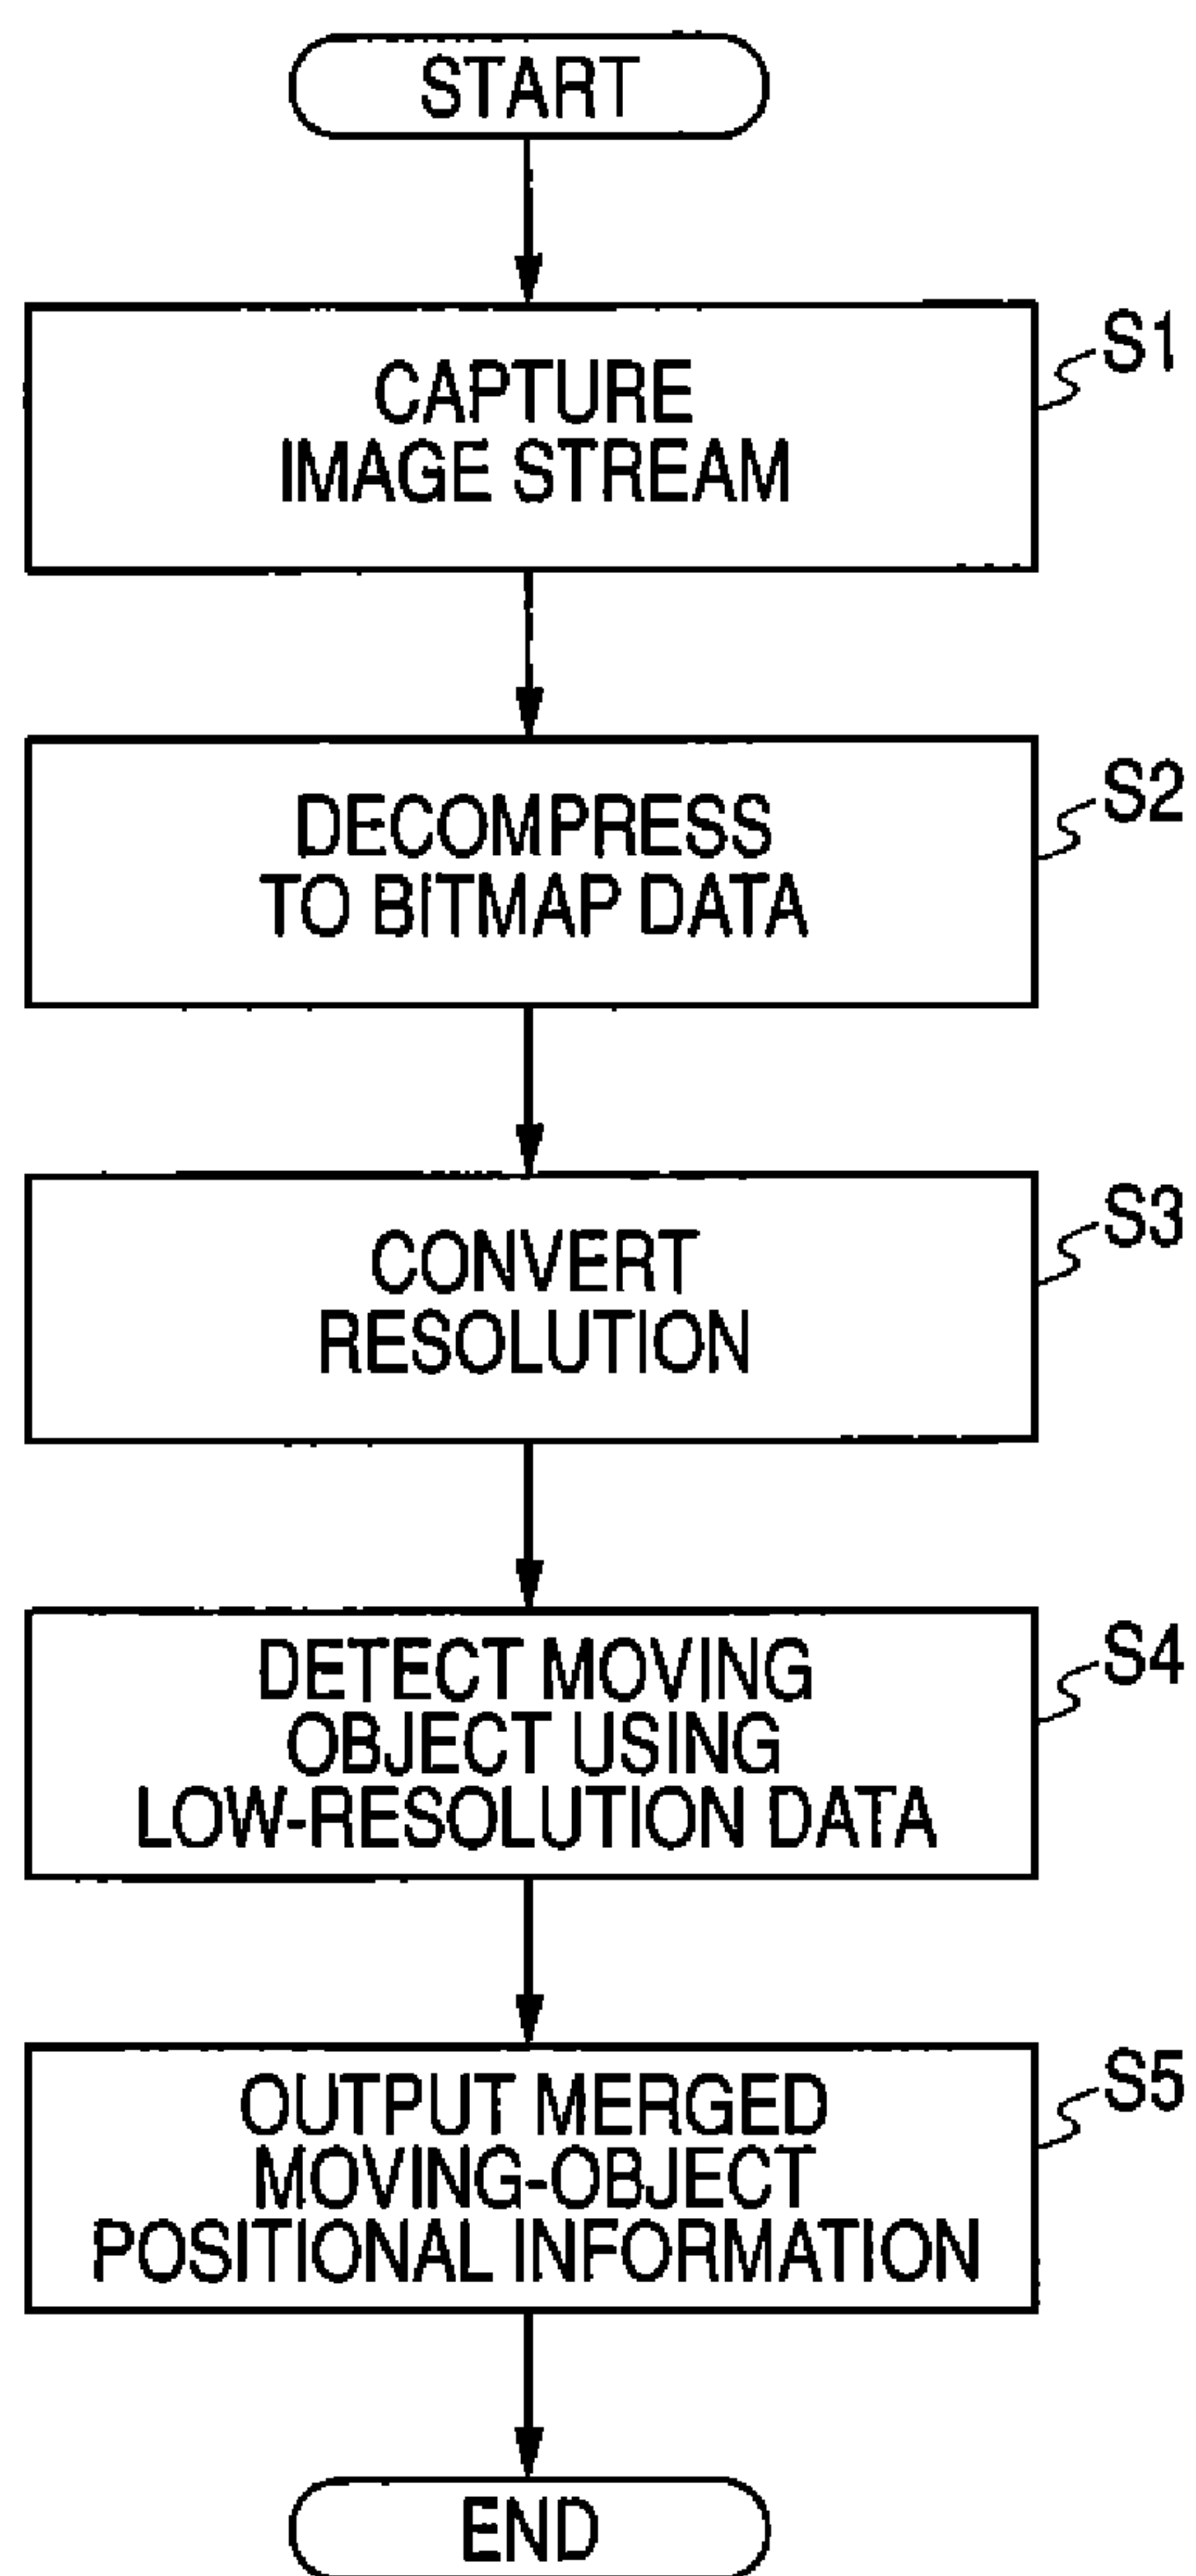 START
CAPTURE
IMAGE STREAM
S1
DECOMPRESS
TO BITMAP DATA
S2
CONVERT
RESOLUTION
S3
DETECT MOVING
OBJECT USING
LOW-RESOLUTION DATA
S4
OUTPUT MERGED
MOVING-OBJECT
POSITIONAL INFORMATION
S5
END